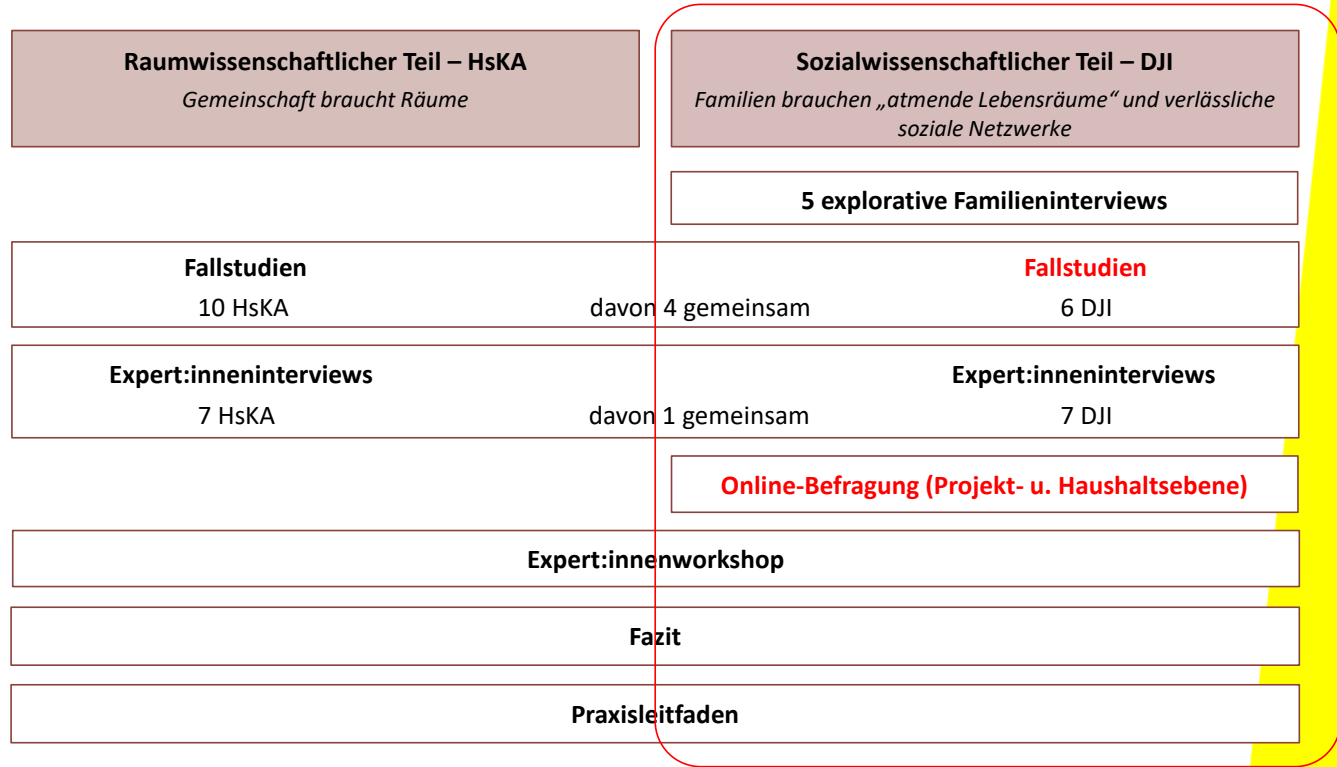 Raumwissenschaftlicher Teil – HsKA
Gemeinschaft braucht Räume
Sozialwissenschaftlicher Teil – DJI
Familien brauchen „atmende Lebensräume“ und verlässliche
soziale Netzwerke
5 explorative Familieninterviews
Fallstudien
Fallstudien
10 HsKA
davon 4 gemeinsam
6 DJI
Expert:inneninterviews
Expert:inneninterviews
7 HsKA
davon 1 gemeinsam
7 DJI
Online-Befragung (Projekt- u. Haushaltsebene)
Expert:innenworkshop
Fazit
Praxisleitfaden